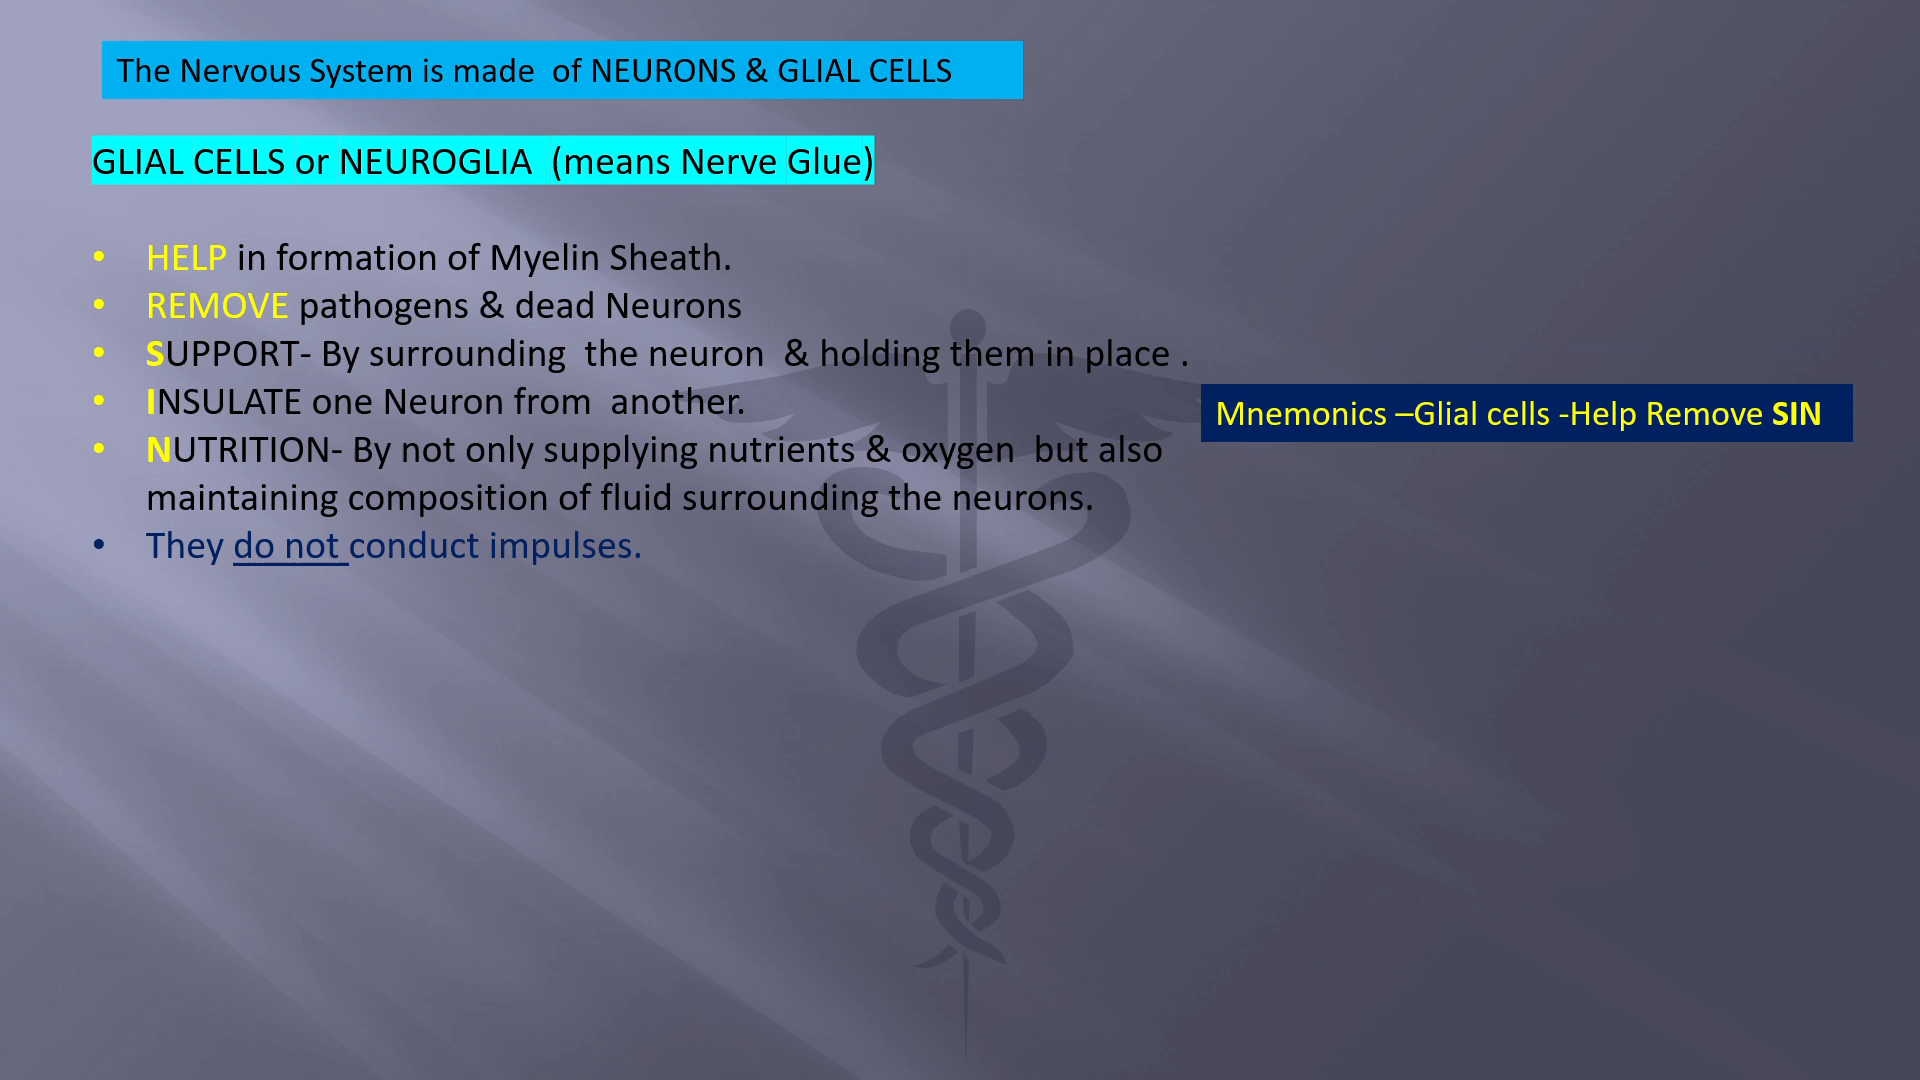 The Nervous System is made  of NEURONS & GLIAL CELLS
GLIAL CELLS or NEUROGLIA  (means Nerve Glue)
• HELP in formation of Myelin Sheath.
• REMOVE pathogens & dead Neurons
• SUPPORT- By surrounding  the neuron  & holding them in place .
• INSULATE one Neuron from  another.
Mnemonics –Glial cells -Help Remove SIN
• NUTRITION- By not only supplying nutrients & oxygen  but also
maintaining composition of fluid surrounding the neurons.
• They do not conduct impulses.